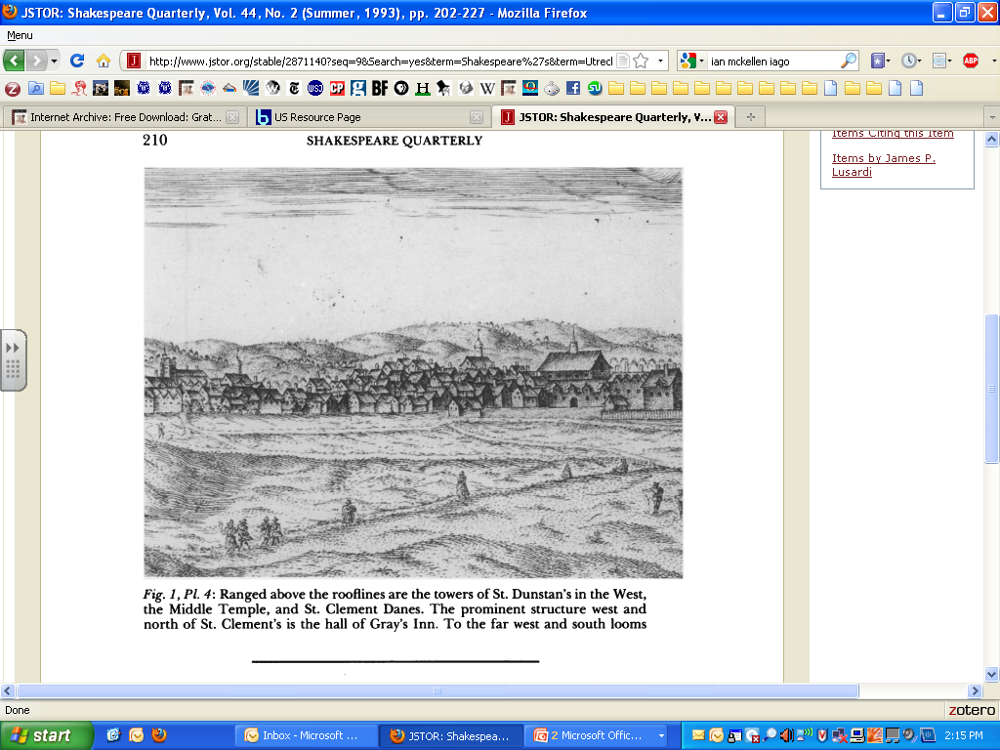 JSTOR: Shakespeare Quarterly, Vol. 44, No. 2 (Summer, 1993), pp. 202-227 - Mozilla Firefox
Menu
http://www.jstor.org/stable/2871140?seq=9&Search=yes&term=Shakespeare%27s&term=Utrecl
ian mckellen iago
ABP
Internet Archive: Free Download: Grat...
US Resource Page
JSTOR: Shakespeare Quarterly, V...
210 SHAKESPEARE QUARTERLY
Items Citing this Item
Items by James P.
Lusardi
Fig. 1, Pl. 4: Ranged above the rooflines are the towers of St. Dunstan's in the West,
the Middle Temple, and St. Clement Danes. The prominent structure west and
north of St. Clement's is the hall of Gray's Inn. To the far west and south looms
Done
zotero
start
Inbox - Microsoft ...
JSTOR: Shakespea...
2 Microsoft Offic...
2:15 PM